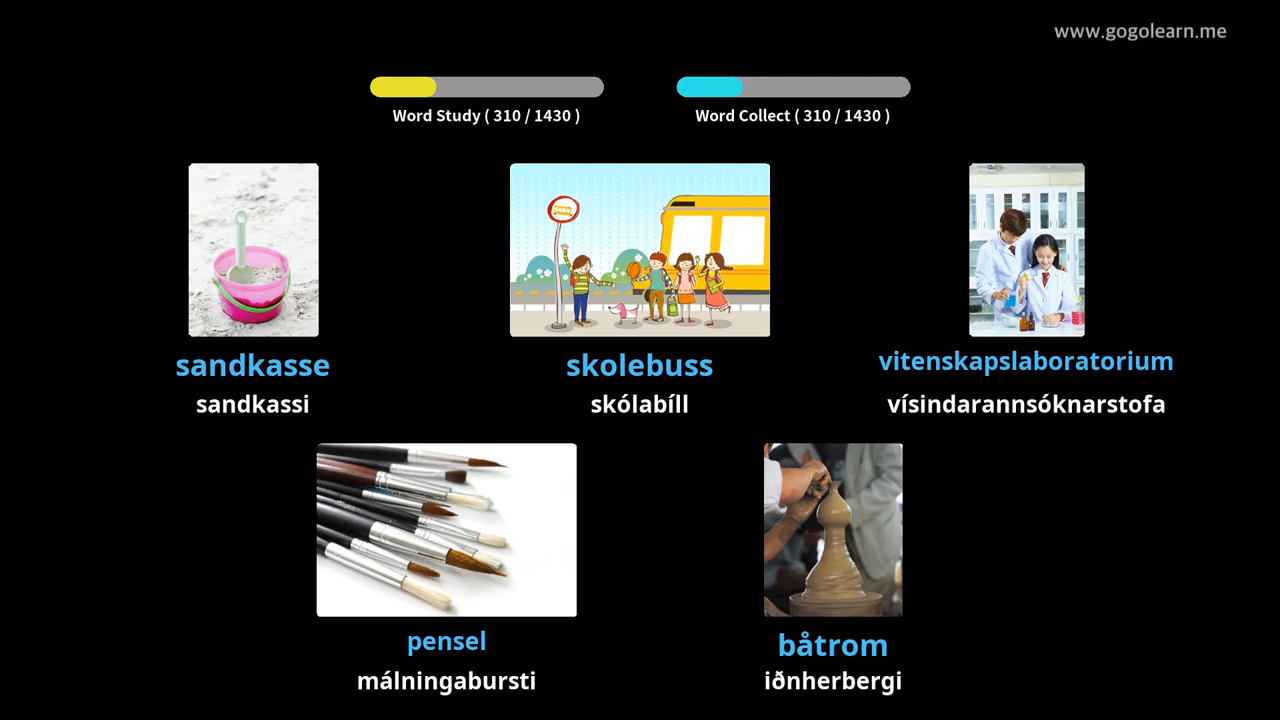 www.gogolearn.me
Word Study ( 310 / 1430 )
Word Collect ( 310 / 1430 )
sandkasse
sandkassi
skolebuss
skólabíll
vitenskapslaboratorium
vísindarannsóknarstofa
pensel
málningabursti
båtrom
iðnherbergi